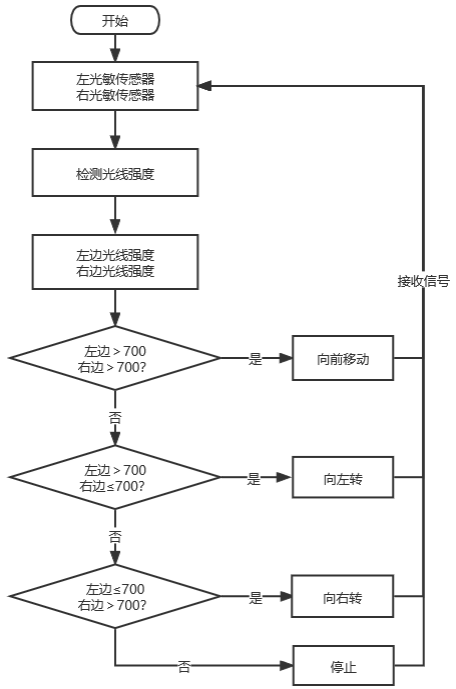 开始
左光敏传感器
右光敏传感器
检测光线强度
左边光线强度
右边光线强度
接收信号
左边>700
右边>700?
是
向前移动
否
左边>700
右边≤700?
是
向左转
否
左边≤700
右边>700?
是
向右转
否
停止